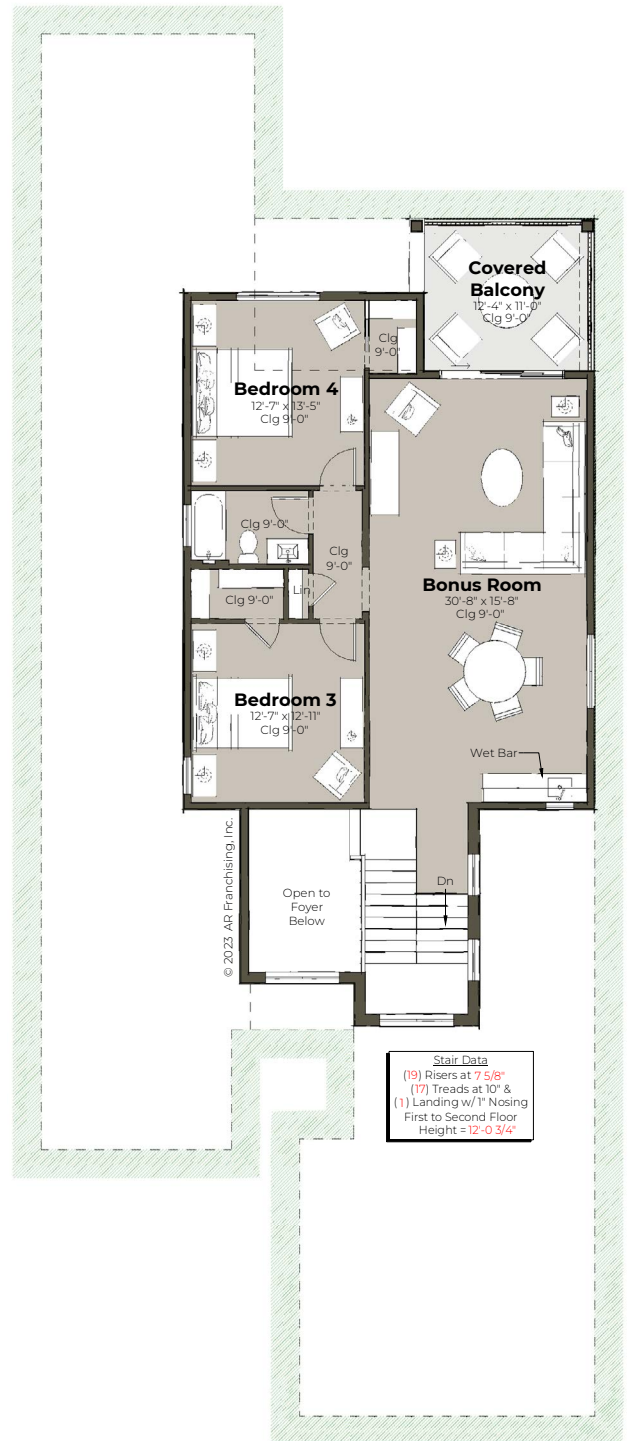 Covered
Balcony
12'-4" x 11'-0"
Clg 9'-0"
Clg
9'-0"
Bedroom 4
12'-7" x 13'-5"
Clg 9'-0"
Clg 9'-0"
Clg
9'-0"
Clg 9'-0"
Lin
Bonus Room
30'-8" x 15'-8"
Clg 9'-0"
Bedroom 3
12'-7" x 12'-11"
Clg 9'-0"
Wet Bar
© 2023 AR Franchising, Inc.
Open to
Foyer
Below
Dn
Stair Data
(19) Risers at 7 5/8"
(17) Treads at 10" &
(1) Landing w/ 1" Nosing
First to Second Floor
Height = 12'-0 3/4"